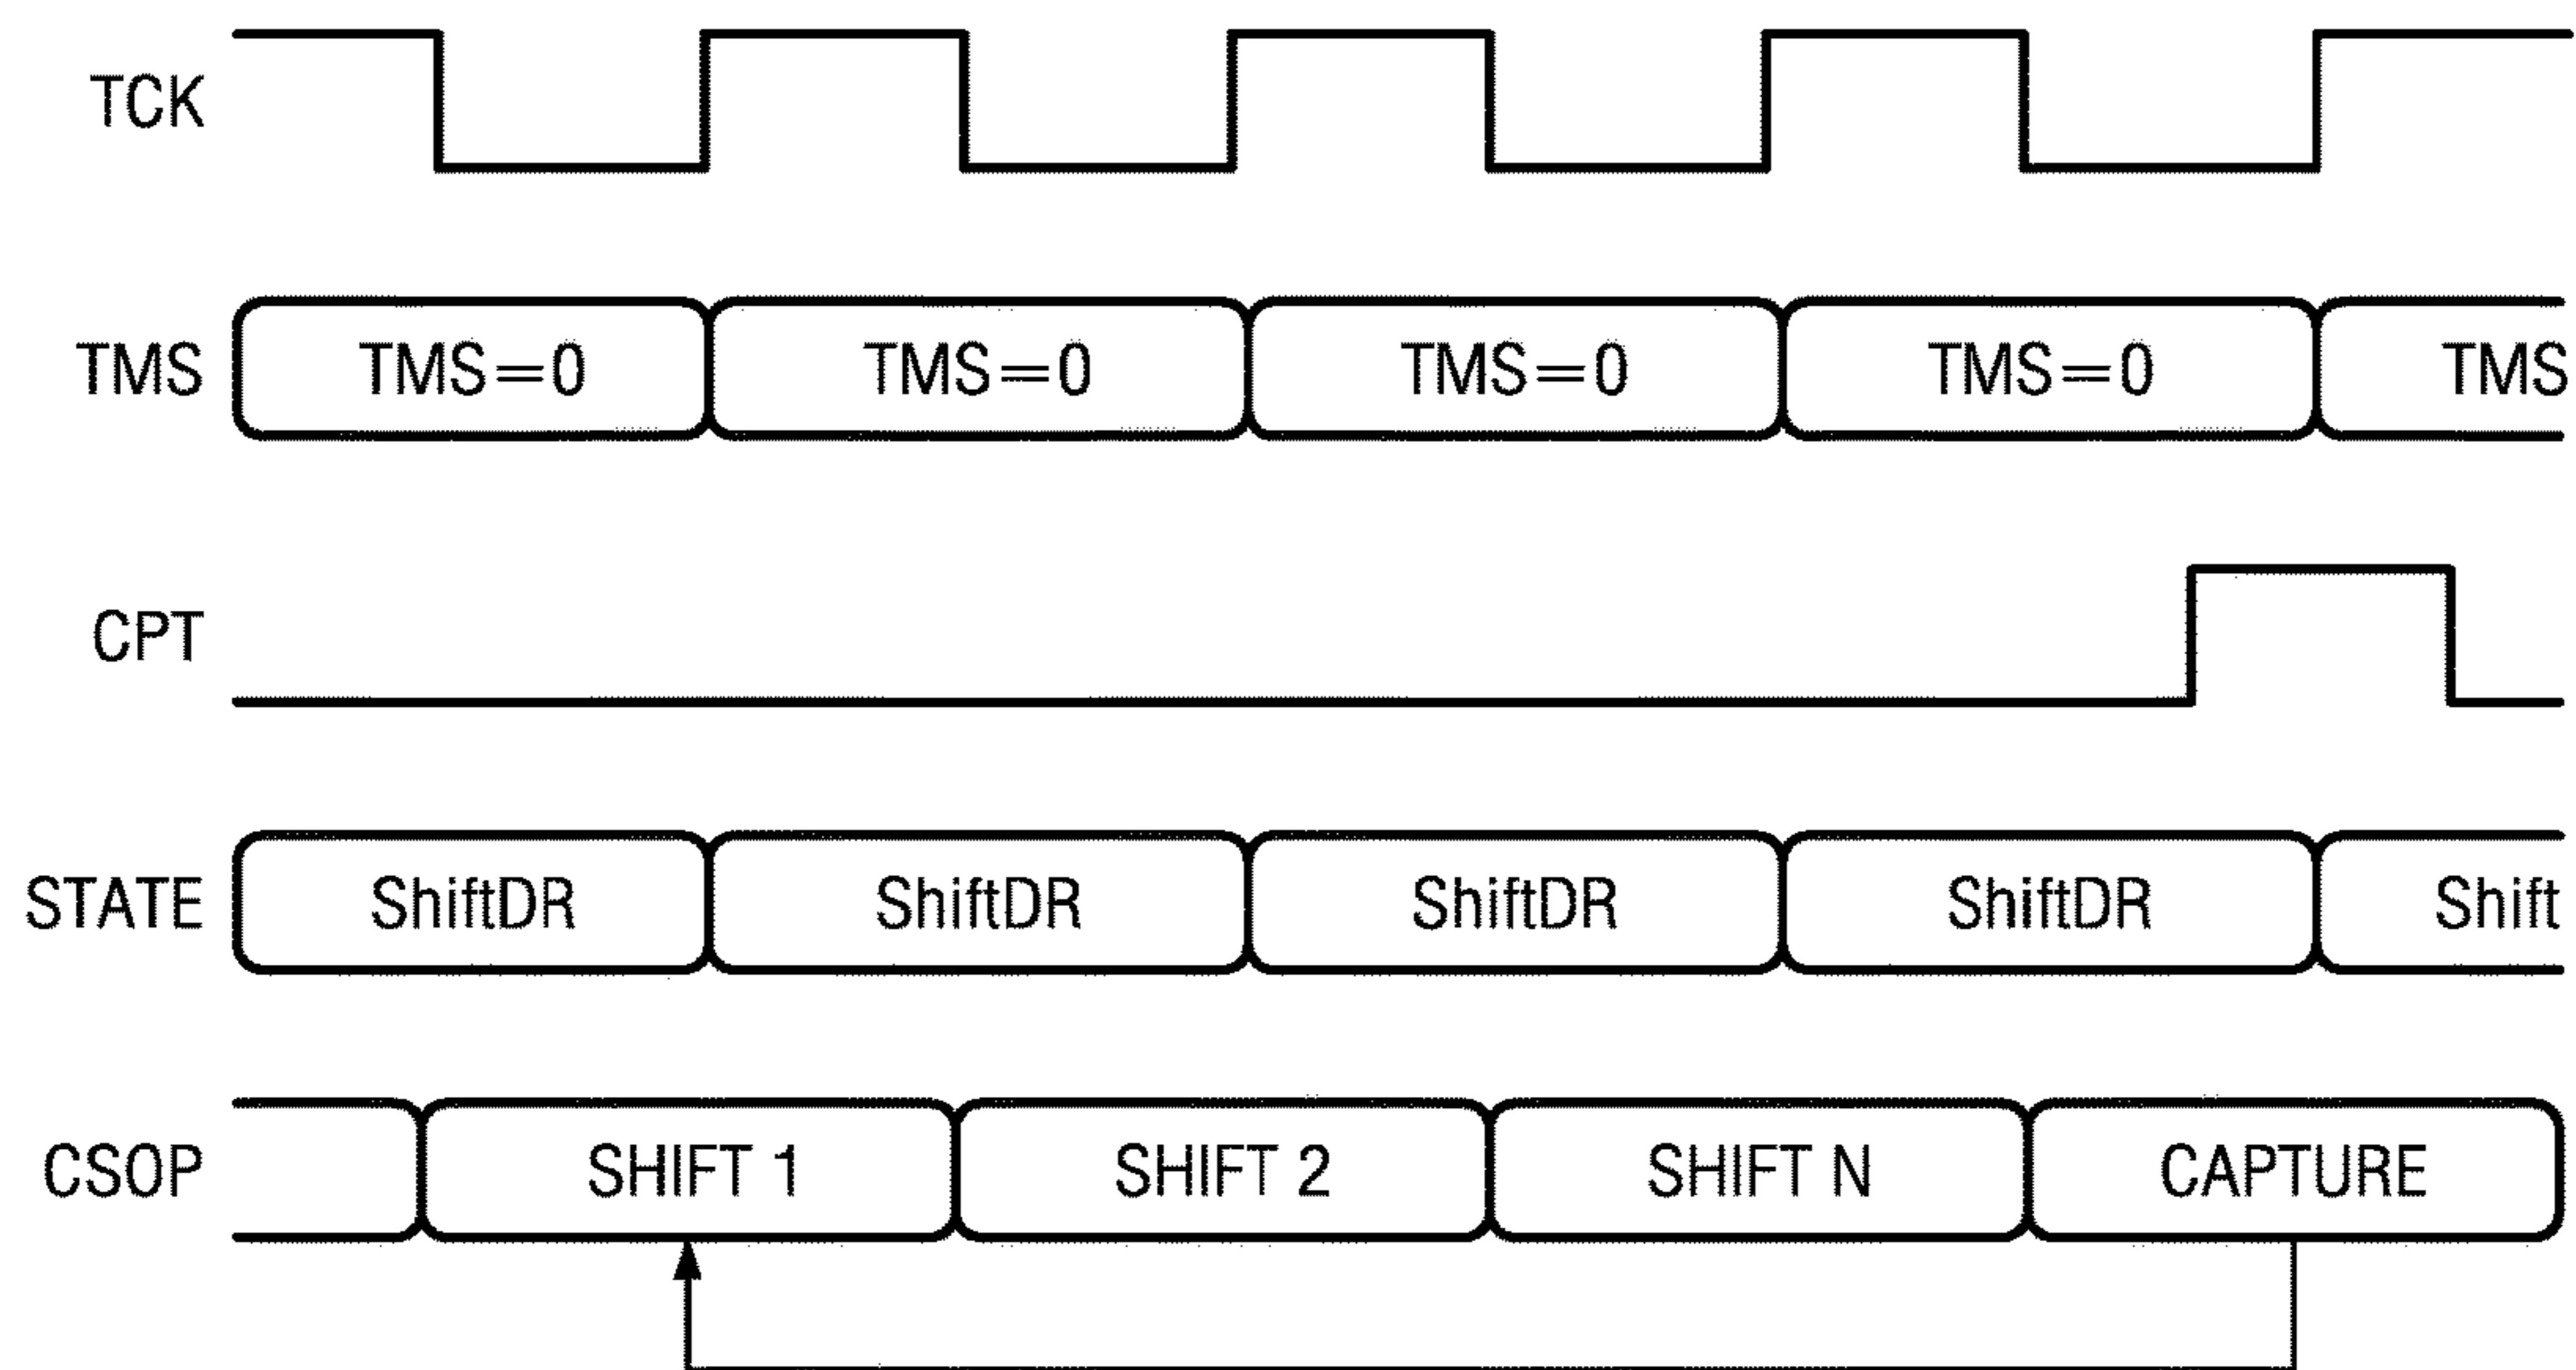 TCK
TMS TMS=0 TMS=0 TMS=0 TMS=0 TMS
CPT
STATE ShiftDR ShiftDR ShiftDR ShiftDR Shift
CSOP SHIFT 1 SHIFT 2 SHIFT N CAPTURE